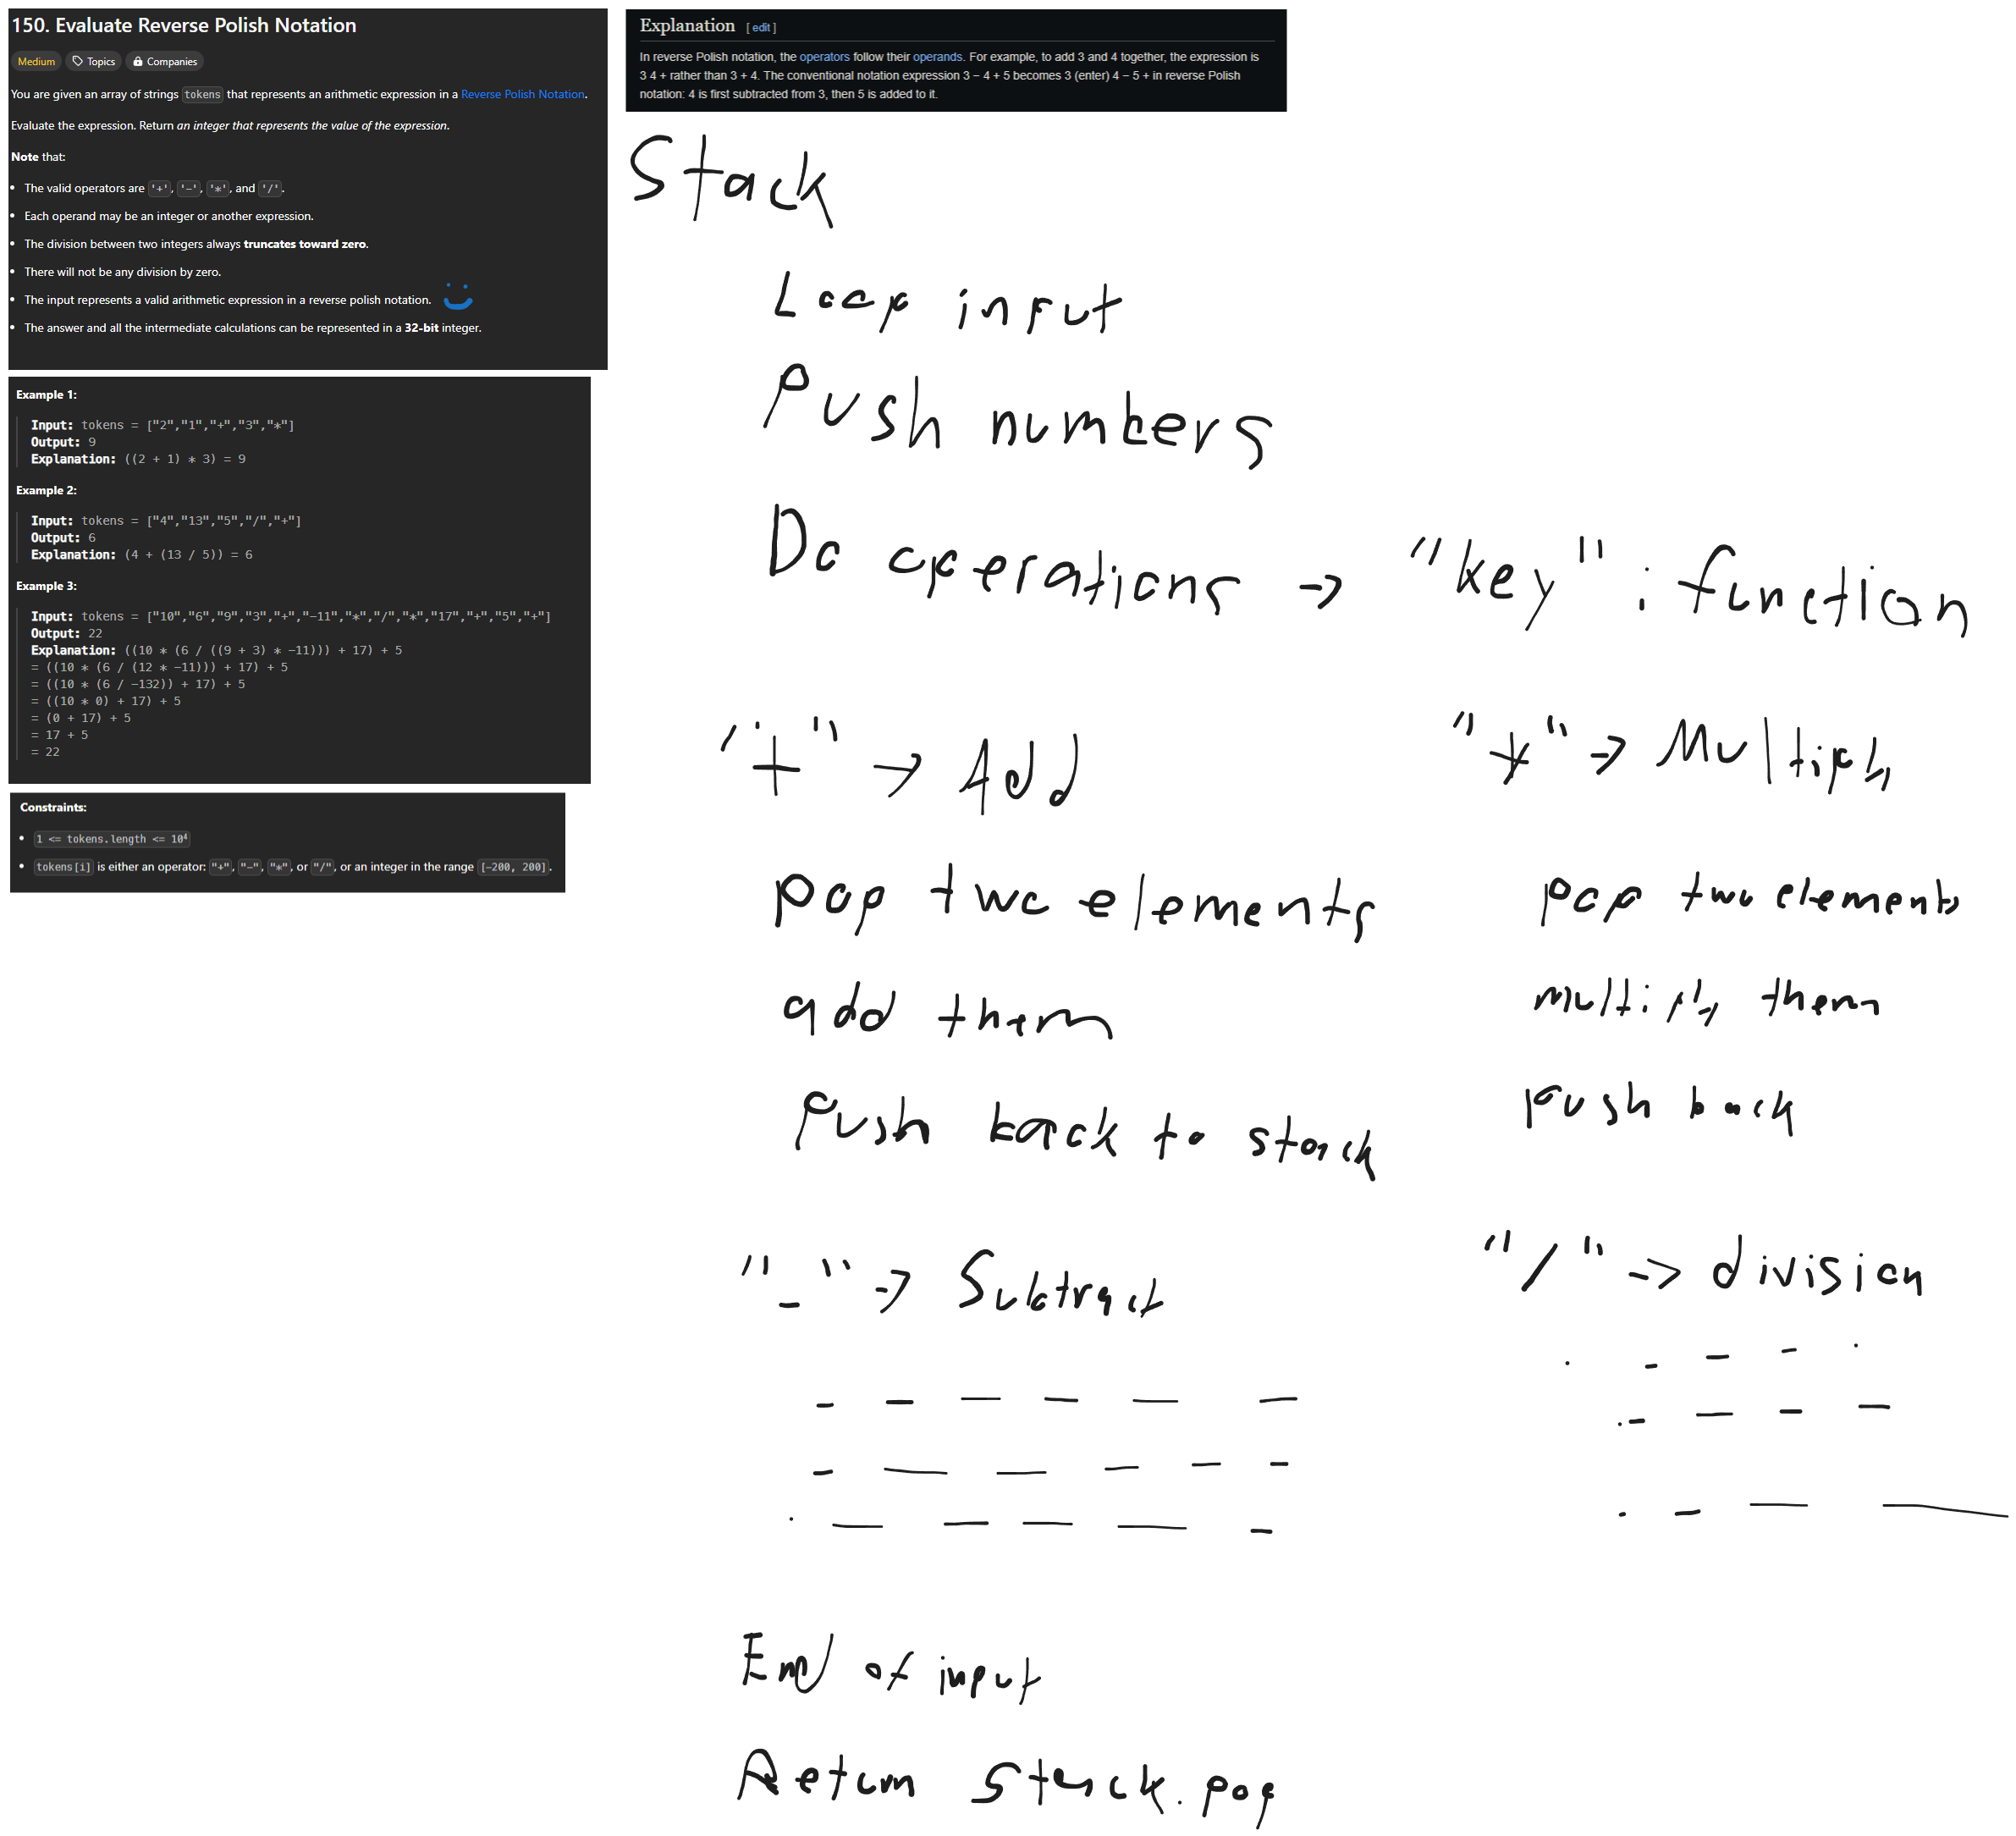 150. Evaluate Reverse Polish Notation
Medium Topics Companies
You are given an array of strings tokens that represents an arithmetic expression in a Reverse Polish Notation.
Evaluate the expression. Return an integer that represents the value of the expression.
Note that:
• The valid operators are '+', '-', '*', and '/'.
• Each operand may be an integer or another expression.
• The division between two integers always truncates toward zero.
• There will not be any division by zero.
• The input represents a valid arithmetic expression in a reverse polish notation.
• The answer and all the intermediate calculations can be represented in a 32-bit integer.
Example 1:
Input: tokens = ["2","1","+","3","*"]
Output: 9
Explanation: ((2 + 1) * 3) = 9
Example 2:
Input: tokens = ["4","13","5","/","+"]
Output: 6
Explanation: (4 + (13 / 5)) = 6
Example 3:
Input: tokens = ["10","6","9","3","+","-11","*","/","*","17","+","5","+"]
Output: 22
Explanation: ((10 * (6 / ((9 + 3) * -11))) + 17) + 5
= ((10 * (6 / (12 * -11))) + 17) + 5
= ((10 * (6 / -132)) + 17) + 5
= ((10 * 0) + 17) + 5
= (0 + 17) + 5
= 17 + 5
= 22
Constraints:
• 1 <= tokens.length <= 10⁴
• tokens[i] is either an operator: "+", "-", "*", or "/", or an integer in the range [-200, 200].
Explanation [ edit ]
In reverse Polish notation, the operators follow their operands. For example, to add 3 and 4 together, the expression is
3 4 + rather than 3 + 4. The conventional notation expression 3 − 4 + 5 becomes 3 (enter) 4 − 5 + in reverse Polish
notation: 4 is first subtracted from 3, then 5 is added to it.
Stack
Loop input
Push numbers
Do operations -> "key" : function
"+" -> Add
pop two elements
add them
Push back to stack
"*" -> Multiply
pop two elements
multiply them
Push back
"-" -> Subtract
"/" -> division
End of input
Return Stack.pop